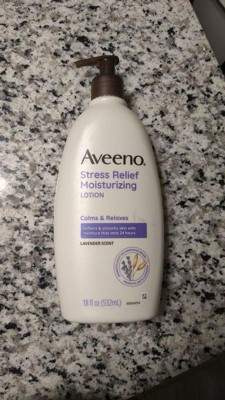 Aveeno.
Stress Relief
Moisturizing
LOTION
Calms & Relaxes
Softens & smooths skin with
moisture that lasts 24 hours
LAVENDER SCENT
18 fl oz (532mL)